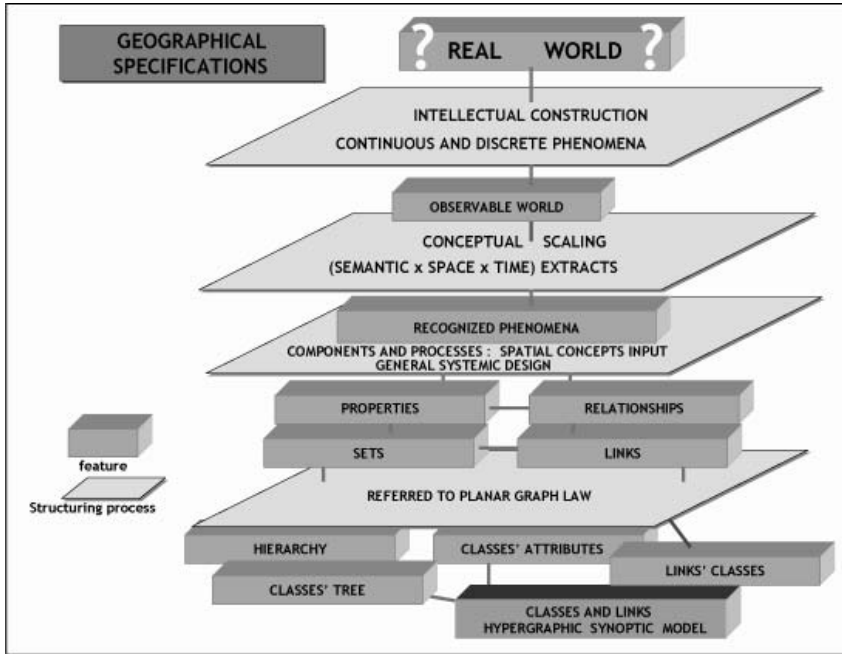 GEOGRAPHICAL
SPECIFICATIONS
? REAL WORLD ?
INTELLECTUAL CONSTRUCTION
CONTINUOUS AND DISCRETE PHENOMENA
OBSERVABLE WORLD
CONCEPTUAL SCALING
(SEMANTIC x SPACE x TIME) EXTRACTS
RECOGNIZED PHENOMENA
COMPONENTS AND PROCESSES : SPATIAL CONCEPTS INPUT
GENERAL SYSTEMIC DESIGN
PROPERTIES
RELATIONSHIPS
SETS
LINKS
feature
Structuring process
REFERRED TO PLANAR GRAPH LAW
HIERARCHY
CLASSES' ATTRIBUTES
LINKS' CLASSES
CLASSES' TREE
CLASSES AND LINKS
HYPERGRAPHIC SYNOPTIC MODEL